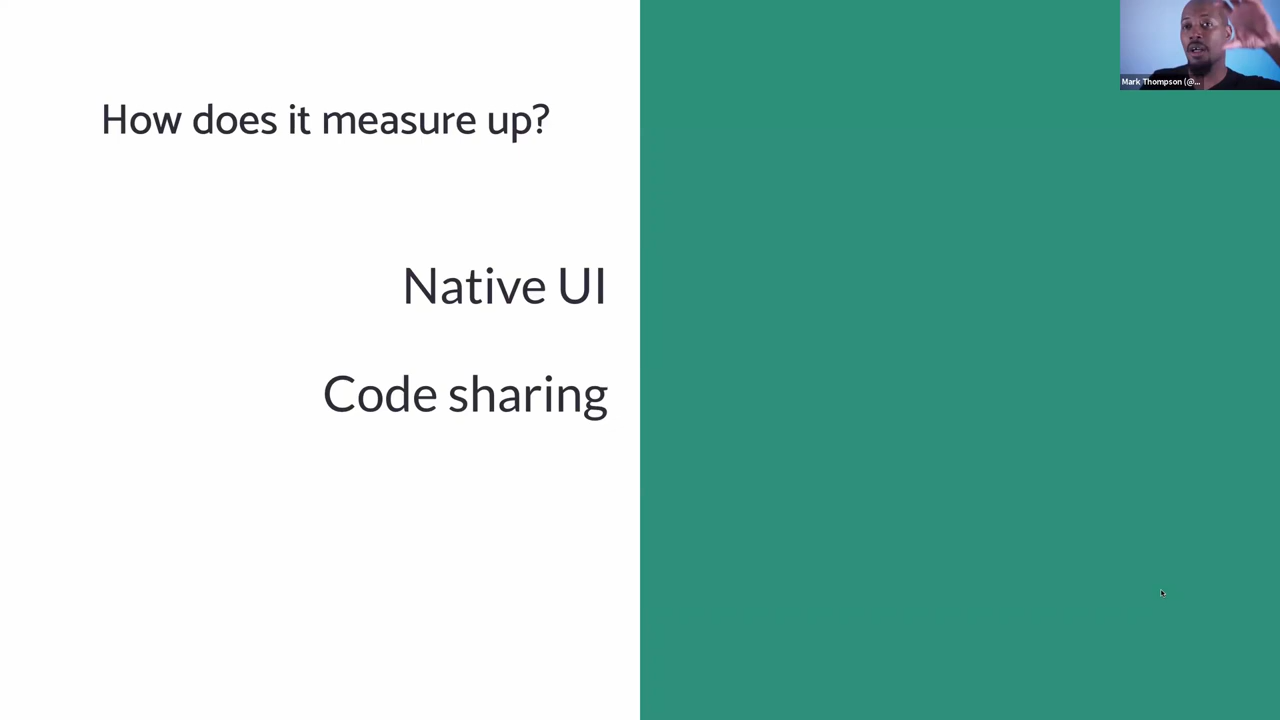 How does it measure up?
Native UI
Code sharing
Mark Thompson (@...